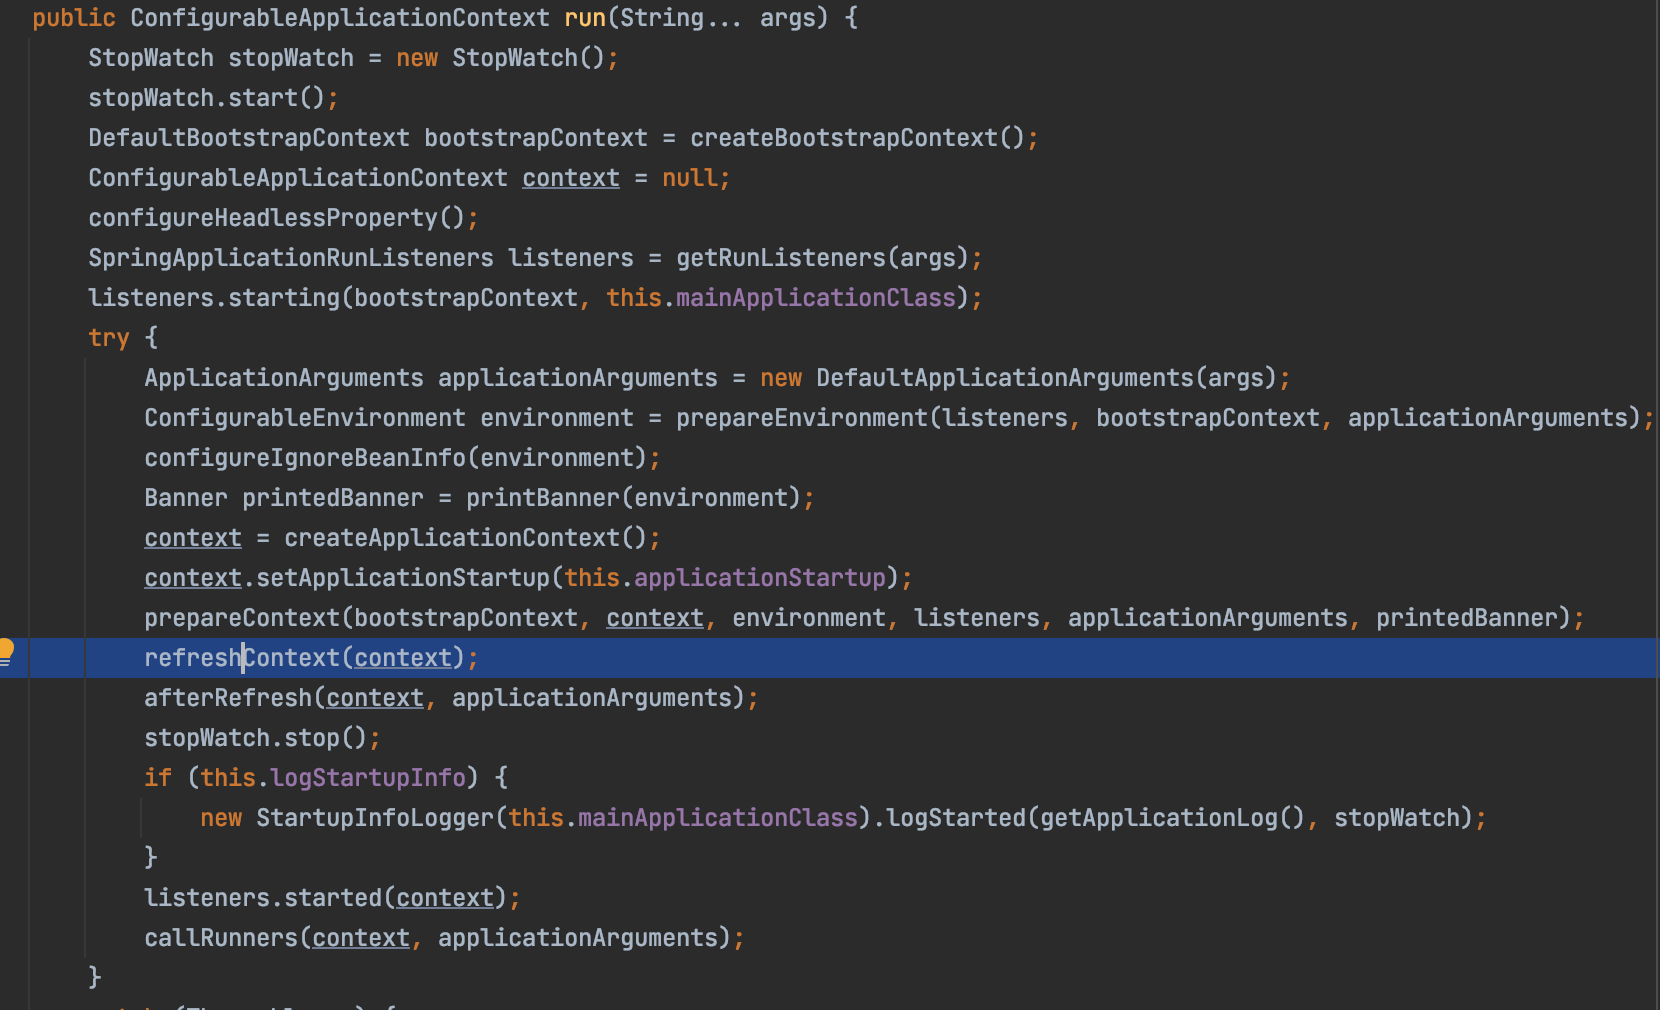 public ConfigurableApplicationContext run(String... args) {
    StopWatch stopWatch = new StopWatch();
    stopWatch.start();
    DefaultBootstrapContext bootstrapContext = createBootstrapContext();
    ConfigurableApplicationContext context = null;
    configureHeadlessProperty();
    SpringApplicationRunListeners listeners = getRunListeners(args);
    listeners.starting(bootstrapContext, this.mainApplicationClass);
    try {
        ApplicationArguments applicationArguments = new DefaultApplicationArguments(args);
        ConfigurableEnvironment environment = prepareEnvironment(listeners, bootstrapContext, applicationArguments);
        configureIgnoreBeanInfo(environment);
        Banner printedBanner = printBanner(environment);
        context = createApplicationContext();
        context.setApplicationStartup(this.applicationStartup);
        prepareContext(bootstrapContext, context, environment, listeners, applicationArguments, printedBanner);
        refreshContext(context);
        afterRefresh(context, applicationArguments);
        stopWatch.stop();
        if (this.logStartupInfo) {
            new StartupInfoLogger(this.mainApplicationClass).logStarted(getApplicationLog(), stopWatch);
        }
        listeners.started(context);
        callRunners(context, applicationArguments);
    }